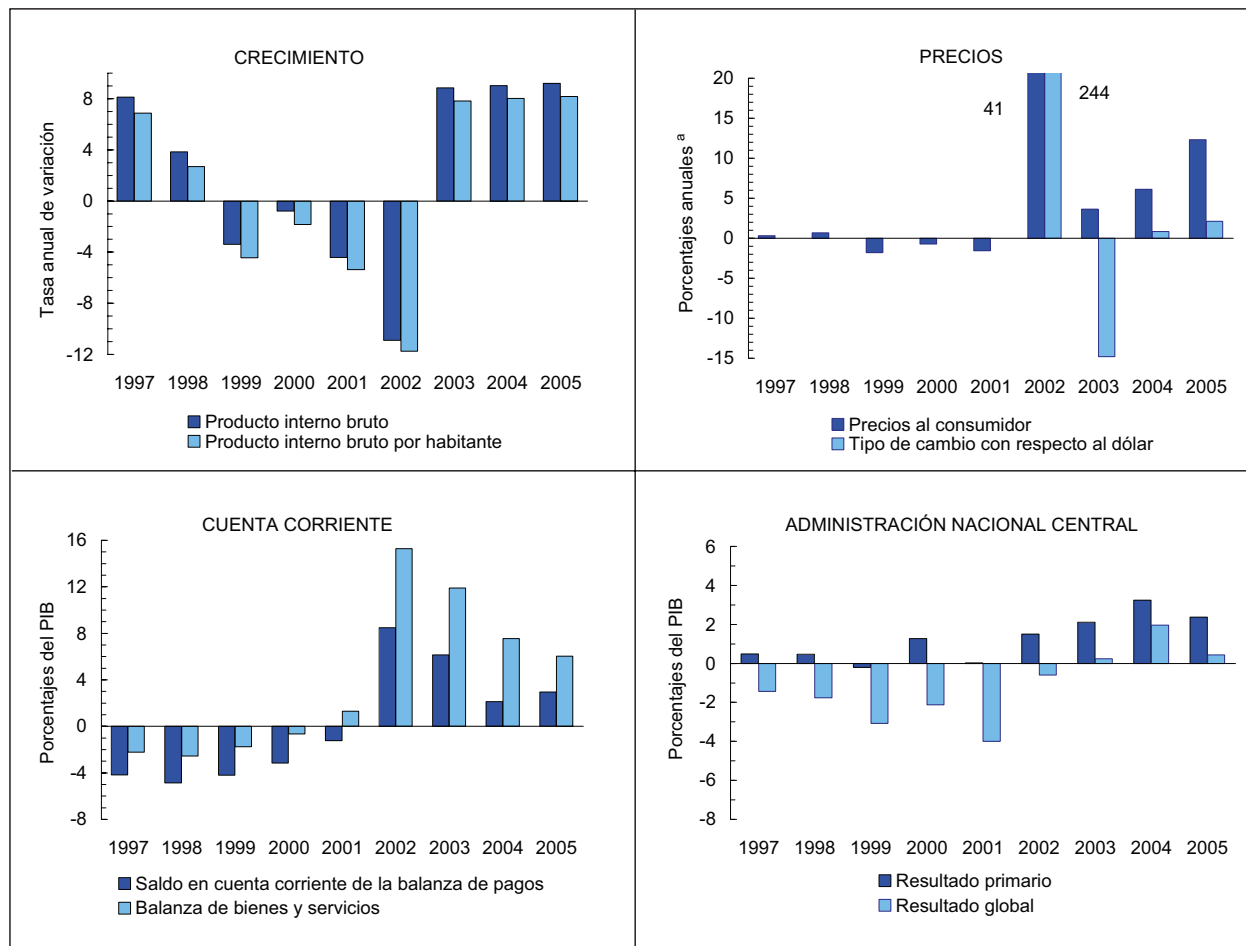 CRECIMIENTO
Tasa anual de variación
8
4
0
-4
-8
-12
1997 1998 1999 2000 2001 2002 2003 2004 2005
Producto interno bruto
Producto interno bruto por habitante
PRECIOS
Porcentajes anuales a
20
15
10
5
0
-5
-10
-15
41
244
1997 1998 1999 2000 2001 2002 2003 2004 2005
Precios al consumidor
Tipo de cambio con respecto al dólar
CUENTA CORRIENTE
Porcentajes del PIB
16
12
8
4
0
-4
-8
1997 1998 1999 2000 2001 2002 2003 2004 2005
Saldo en cuenta corriente de la balanza de pagos
Balanza de bienes y servicios
ADMINISTRACIÓN NACIONAL CENTRAL
Porcentajes del PIB
6
4
2
0
-2
-4
-6
-8
1997 1998 1999 2000 2001 2002 2003 2004 2005
Resultado primario
Resultado global